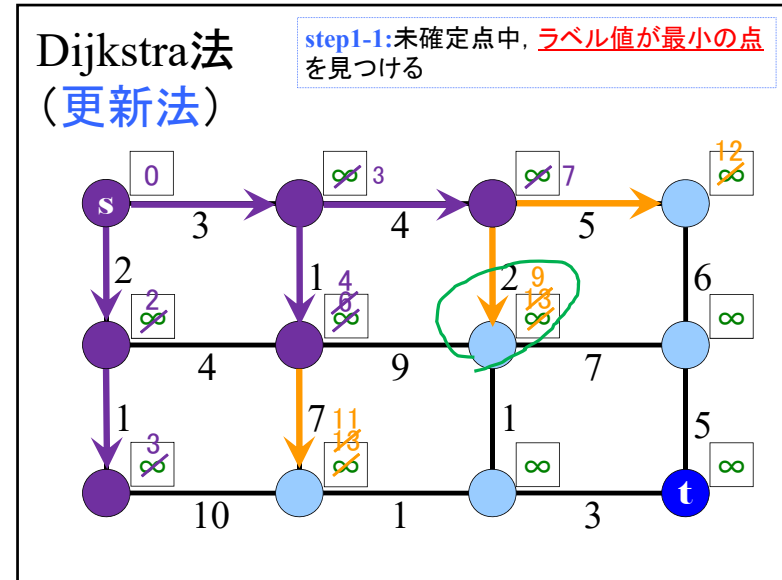 Dijkstra法
（更新法）
step1-1:未確定点中, ラベル値が最小の点
を見つける
s 0
∞ 3
∞ 7
12
∞
3 4 5
2 1 2 6
2
∞
4
6
∞
9
13
∞
∞
4 9 7
1 7 1 5
3
∞
11
13
∞
∞
t ∞
10 1 3